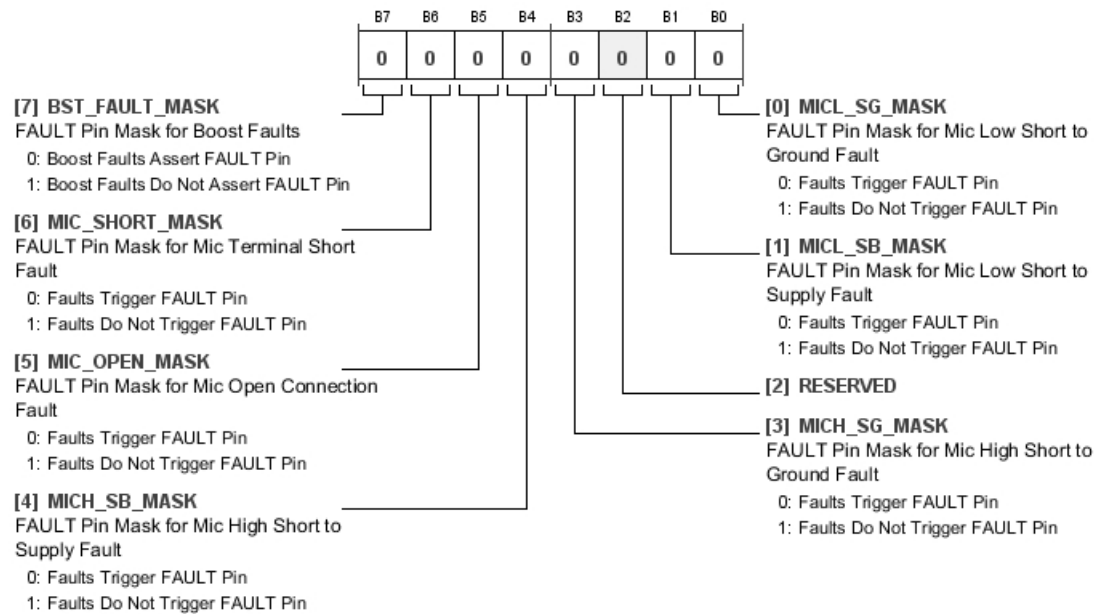 B7 B6 B5 B4 B3 B2 B1 B0
0 0 0 0 0 0 0 0
[7] BST_FAULT_MASK
FAULT Pin Mask for Boost Faults
0: Boost Faults Assert FAULT Pin
1: Boost Faults Do Not Assert FAULT Pin
[6] MIC_SHORT_MASK
FAULT Pin Mask for Mic Terminal Short
Fault
0: Faults Trigger FAULT Pin
1: Faults Do Not Trigger FAULT Pin
[5] MIC_OPEN_MASK
FAULT Pin Mask for Mic Open Connection
Fault
0: Faults Trigger FAULT Pin
1: Faults Do Not Trigger FAULT Pin
[4] MICH_SB_MASK
FAULT Pin Mask for Mic High Short to
Supply Fault
0: Faults Trigger FAULT Pin
1: Faults Do Not Trigger FAULT Pin
[0] MICL_SG_MASK
FAULT Pin Mask for Mic Low Short to
Ground Fault
0: Faults Trigger FAULT Pin
1: Faults Do Not Trigger FAULT Pin
[1] MICL_SB_MASK
FAULT Pin Mask for Mic Low Short to
Supply Fault
0: Faults Trigger FAULT Pin
1: Faults Do Not Trigger FAULT Pin
[2] RESERVED
[3] MICH_SG_MASK
FAULT Pin Mask for Mic High Short to
Ground Fault
0: Faults Trigger FAULT Pin
1: Faults Do Not Trigger FAULT Pin